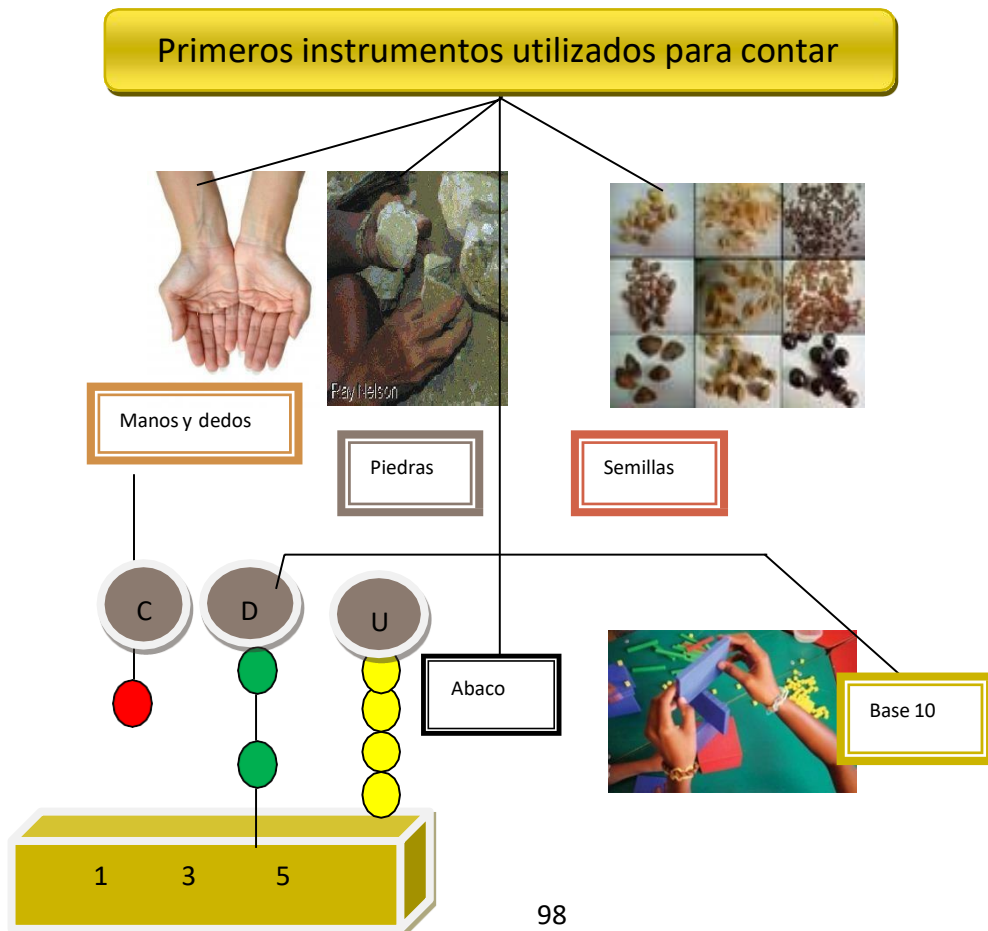 Primeros instrumentos utilizados para contar
Ray Nelson
Manos y dedos
Piedras
Semillas
C
D
U
Abaco
Base 10
1 3 5
98